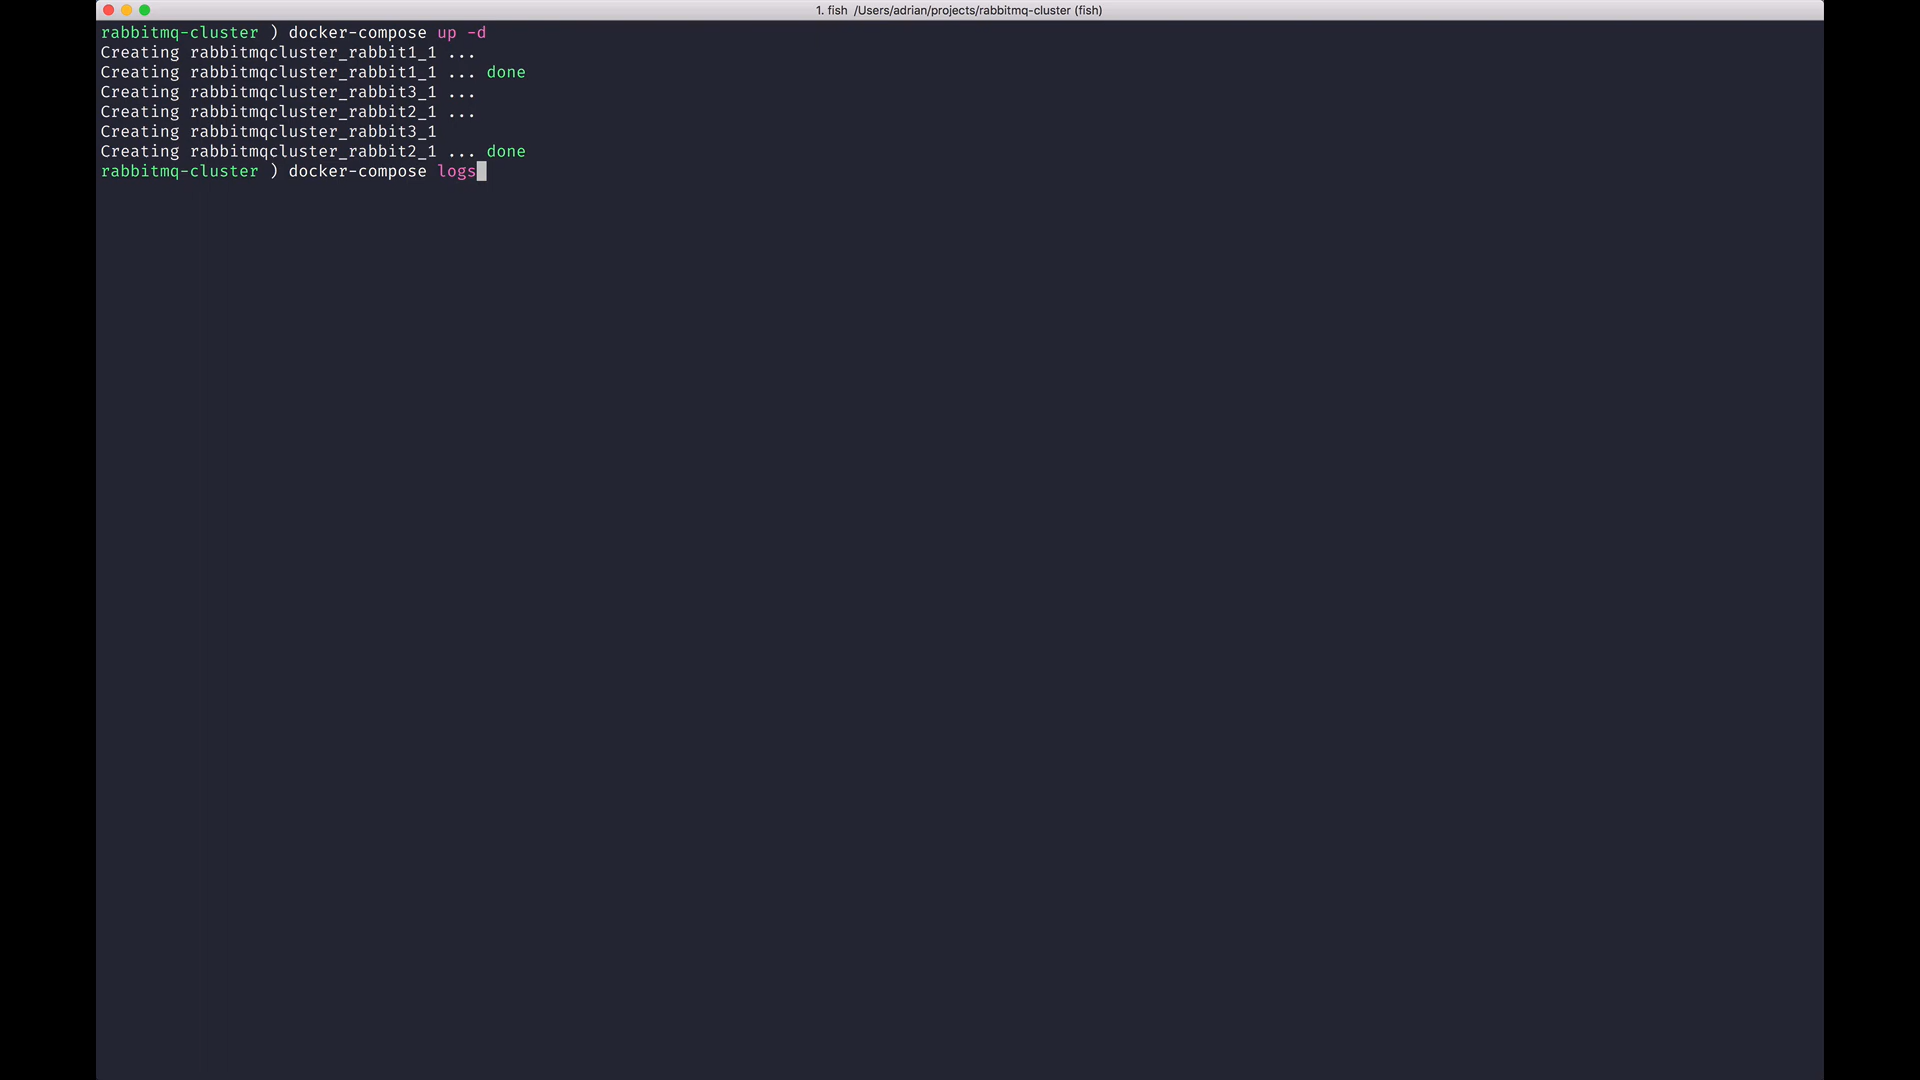 1. fish /Users/adrian/projects/rabbitmq-cluster (fish)
rabbitmq-cluster ) docker-compose up -d
Creating rabbitmqcluster_rabbit1_1 ...
Creating rabbitmqcluster_rabbit1_1 ... done
Creating rabbitmqcluster_rabbit3_1 ...
Creating rabbitmqcluster_rabbit2_1 ...
Creating rabbitmqcluster_rabbit3_1
Creating rabbitmqcluster_rabbit2_1 ... done
rabbitmq-cluster ) docker-compose logs